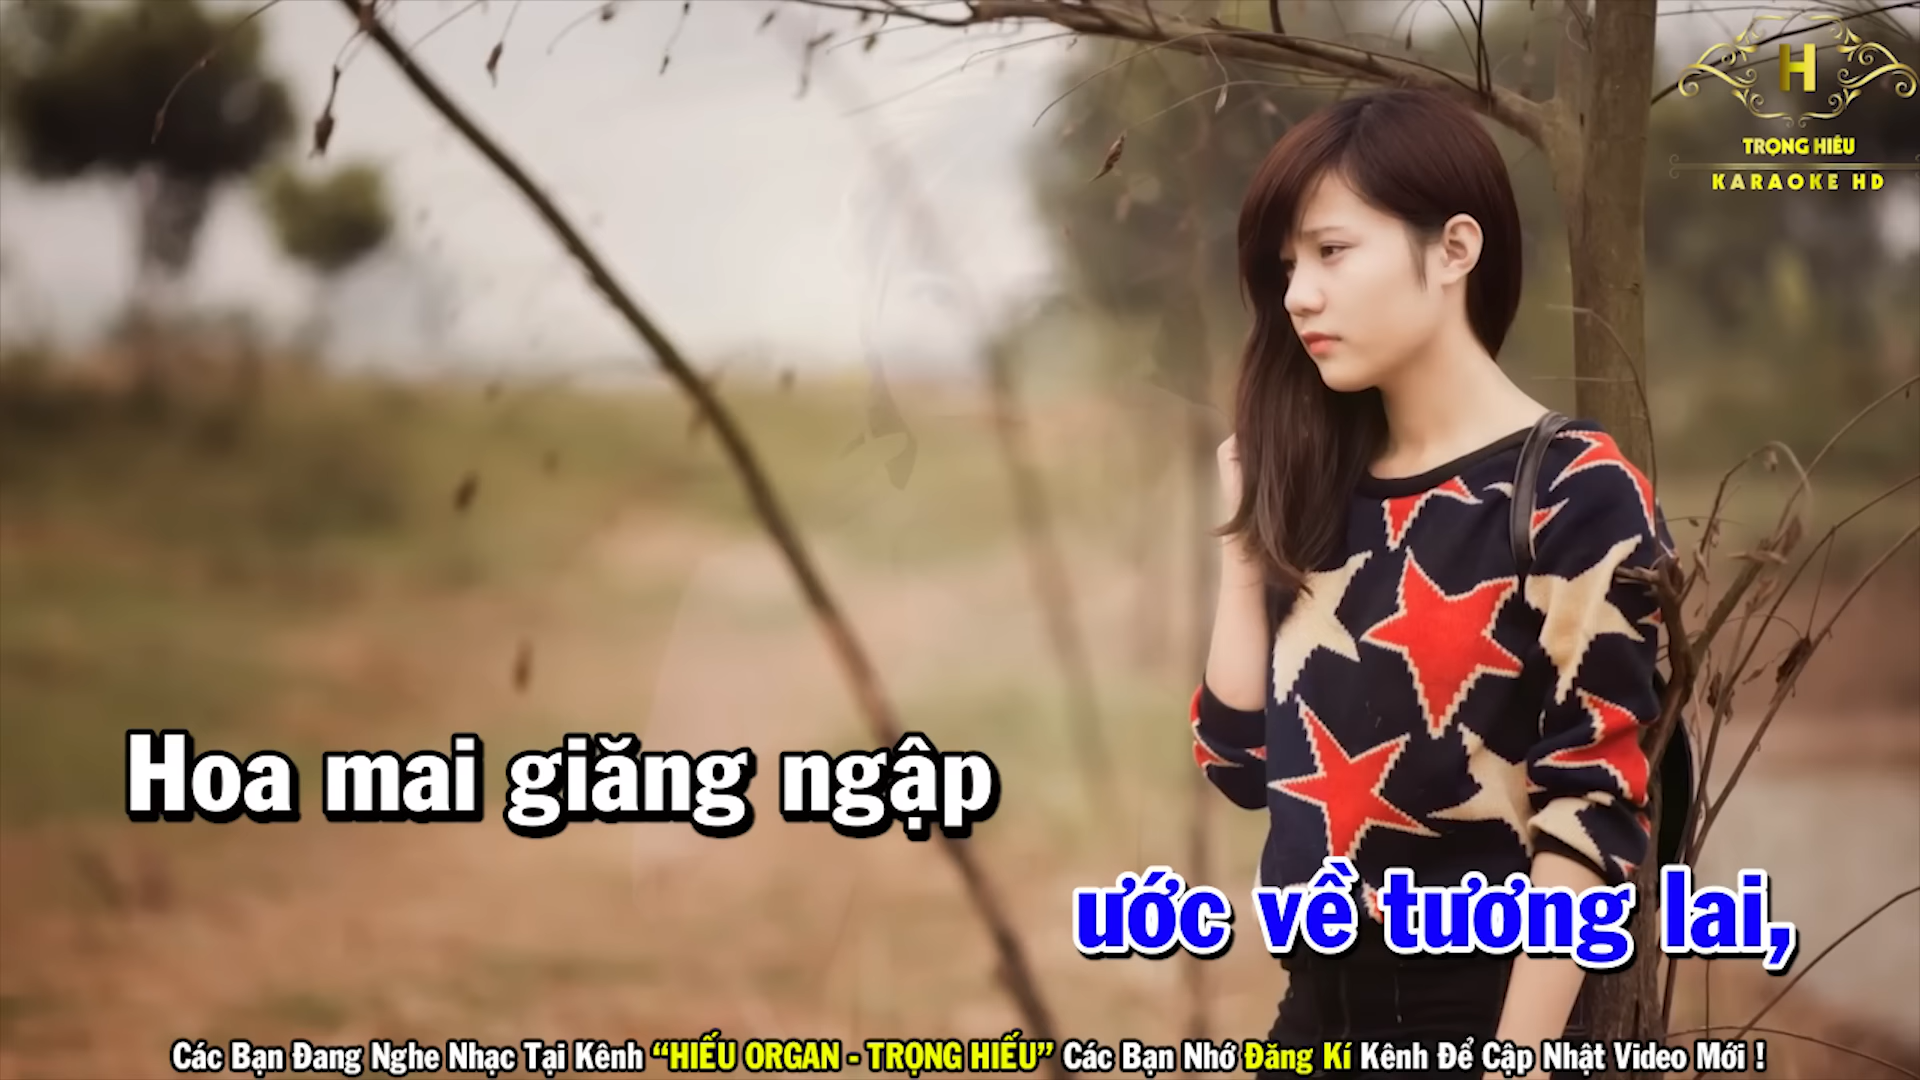 H
TRỌNG HIẾU
KARAOKE HD
Hoa mai giăng ngập
ước về tương lai,
Các Bạn Đang Nghe Nhạc Tại Kênh “HIẾU ORGAN - TRỌNG HIẾU” Các Bạn Nhớ Đăng Kí Kênh Để Cập Nhật Video Mới !